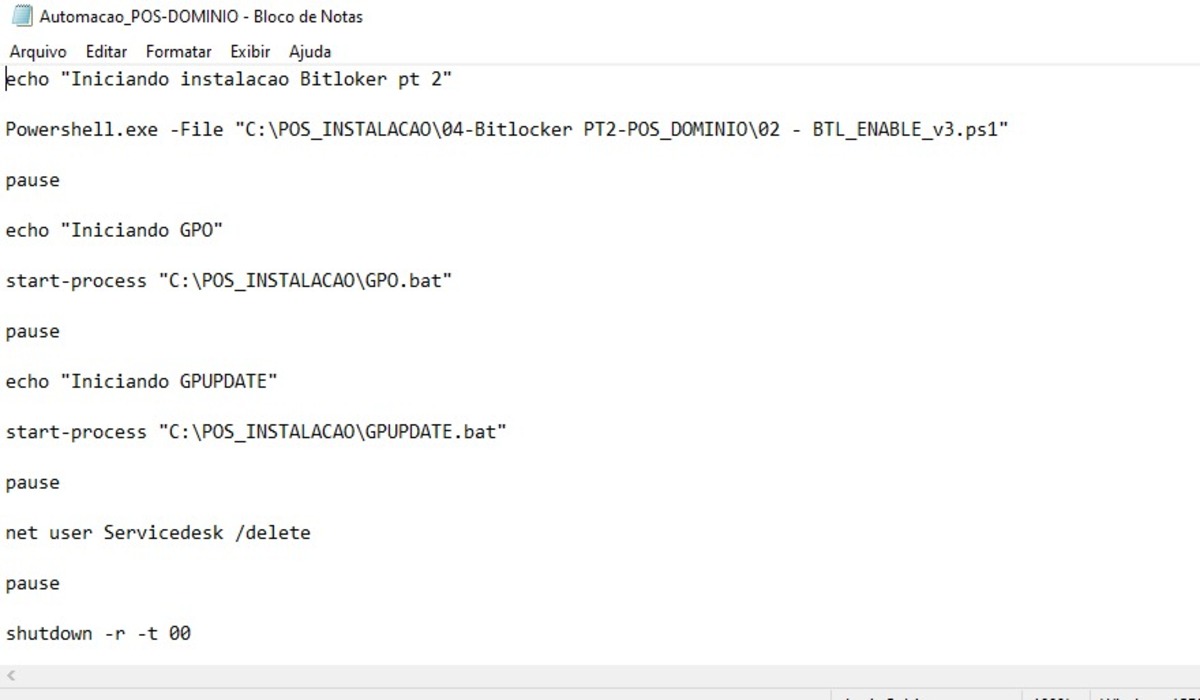 Automacao_POS-DOMINIO - Bloco de Notas
Arquivo Editar Formatar Exibir Ajuda
echo "Iniciando instalacao Bitloker pt 2"
Powershell.exe -File "C:\POS_INSTALACAO\04-Bitlocker PT2-POS_DOMINIO\02 - BTL_ENABLE_v3.ps1"
pause
echo "Iniciando GPO"
start-process "C:\POS_INSTALACAO\GPO.bat"
pause
echo "Iniciando GPUPDATE"
start-process "C:\POS_INSTALACAO\GPUPDATE.bat"
pause
net user Servicedesk /delete
pause
shutdown -r -t 00